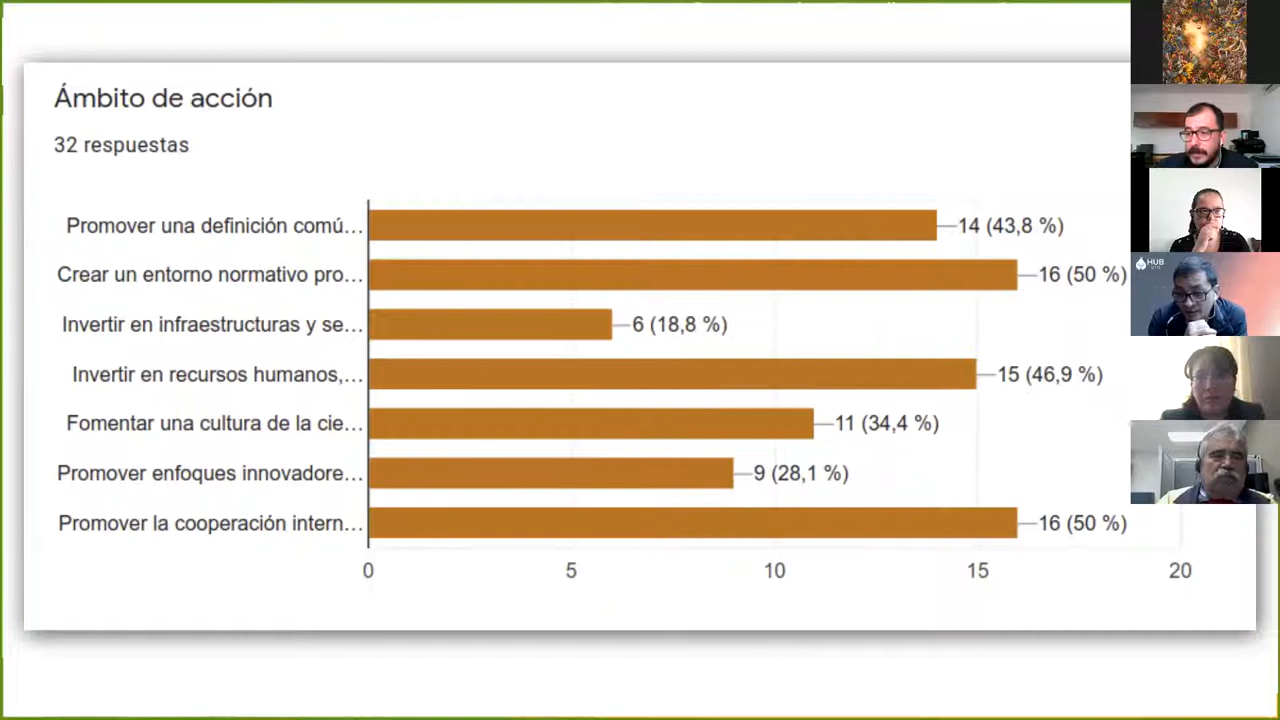 Ámbito de acción
32 respuestas
Promover una definición comú... 14 (43,8 %)
Crear un entorno normativo pro... 16 (50 %)
Invertir en infraestructuras y se... 6 (18,8 %)
Invertir en recursos humanos,... 15 (46,9 %)
Fomentar una cultura de la cie... 11 (34,4 %)
Promover enfoques innovadore... 9 (28,1 %)
Promover la cooperación intern... 16 (50 %)
0 5 10 15 20
HUB